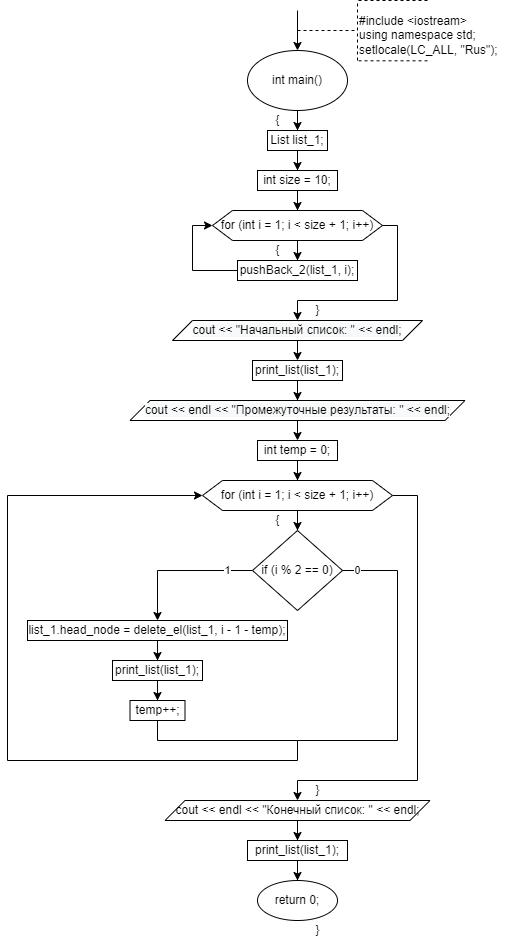 #include <iostream>
using namespace std;
setlocale(LC_ALL, "Rus");
int main()
{
List list_1;
int size = 10;
for (int i = 1; i < size + 1; i++)
{
pushBack_2(list_1, i);
}
cout << "Начальный список: " << endl;
print_list(list_1);
cout << endl << "Промежуточные результаты: " << endl;
int temp = 0;
for (int i = 1; i < size + 1; i++)
{
1
if (i % 2 == 0)
0
list_1.head_node = delete_el(list_1, i - 1 - temp);
print_list(list_1);
temp++;
}
cout << endl << "Конечный список: " << endl;
print_list(list_1);
return 0;
}